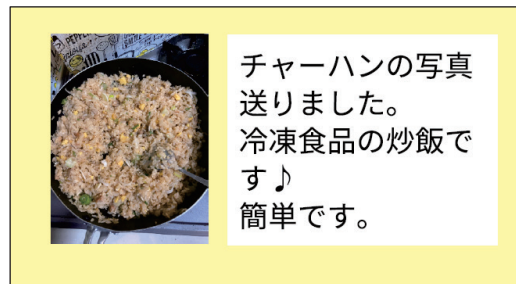 チャーハンの写真
送りました。
冷凍食品の炒飯で
す♪
簡単です。